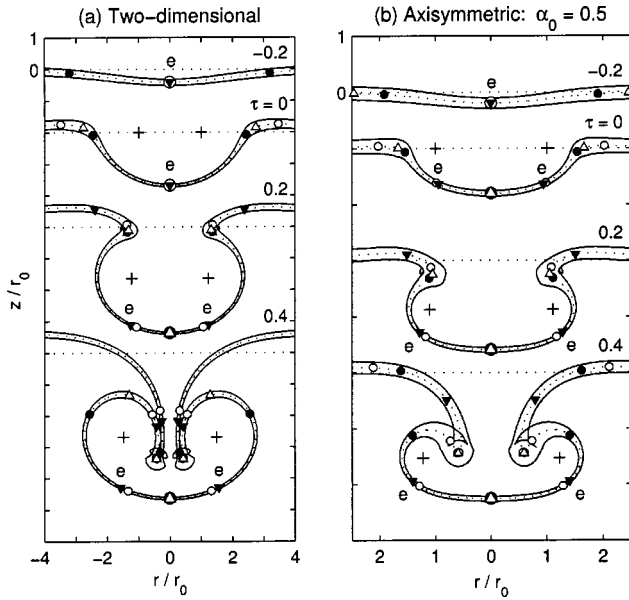 (a) Two-dimensional
(b) Axisymmetric: α₀ = 0.5
1
0
z / r₀
e
-0.2
τ = 0
e
0.2
e
e
0.4
e
e
-4
-2
0
2
4
r / r₀
1
0
e
-0.2
τ = 0
e
e
0.2
e
e
0.4
e
e
2
1
0
1
2
r / r₀